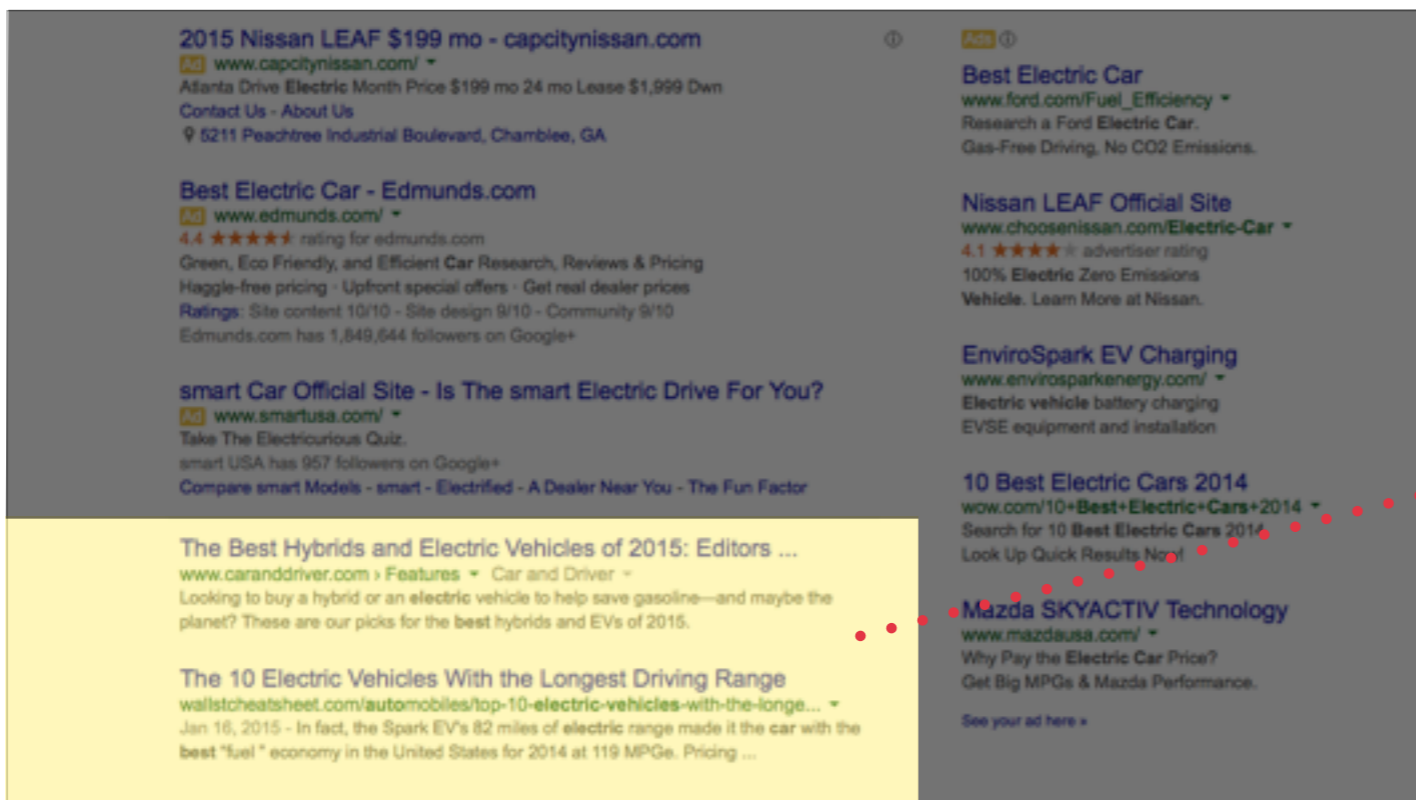 2015 Nissan LEAF $199 mo - capcitynissan.com
Ad www.capcitynissan.com/
Atlanta Drive Electric Month Price $199 mo 24 mo Lease $1,999 Dwn
Contact Us - About Us
5211 Peachtree Industrial Boulevard, Chamblee, GA
Best Electric Car - Edmunds.com
Ad www.edmunds.com/
4.4 ★★★★★ rating for edmunds.com
Green, Eco Friendly, and Efficient Car Research, Reviews & Pricing
Haggle-free pricing · Upfront special offers · Get real dealer prices
Ratings: Site content 10/10 - Site design 9/10 - Community 9/10
Edmunds.com has 1,849,644 followers on Google+
smart Car Official Site - Is The smart Electric Drive For You?
Ad www.smartusa.com/
Take The Electricurious Quiz.
smart USA has 957 followers on Google+
Compare smart Models - smart - Electrified - A Dealer Near You - The Fun Factor
The Best Hybrids and Electric Vehicles of 2015: Editors ...
www.caranddriver.com › Features Car and Driver
Looking to buy a hybrid or an electric vehicle to help save gasoline—and maybe the
planet? These are our picks for the best hybrids and EVs of 2015.
The 10 Electric Vehicles With the Longest Driving Range
wallstcheatsheet.com/automobiles/top-10-electric-vehicles-with-the-longe...
Jan 16, 2015 - In fact, the Spark EV's 82 miles of electric range made it the car with the
best "fuel " economy in the United States for 2014 at 119 MPGe. Pricing ...
Ads
Best Electric Car
www.ford.com/Fuel_Efficiency
Research a Ford Electric Car.
Gas-Free Driving, No CO2 Emissions.
Nissan LEAF Official Site
www.choosenissan.com/Electric-Car
4.1 ★★★★★ advertiser rating
100% Electric Zero Emissions
Vehicle. Learn More at Nissan.
EnviroSpark EV Charging
www.envirosparkenergy.com/
Electric vehicle battery charging
EVSE equipment and installation
10 Best Electric Cars 2014
wow.com/10+Best+Electric+Cars+2014
Search for 10 Best Electric Cars 2014
Look Up Quick Results Now!
Mazda SKYACTIV Technology
www.mazdausa.com/
Why Pay the Electric Car Price?
Get Big MPGs & Mazda Performance.
See your ad here »